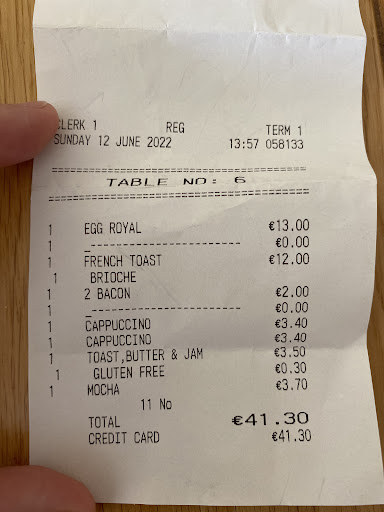 CLERK 1 REG TERM 1
SUNDAY 12 JUNE 2022 13:57 058133
==========================================
TABLE NO: 6
==========================================
1 EGG ROYAL €13.00
1 _------------------------ €0.00
1 FRENCH TOAST €12.00
1 BRIOCHE
1 2 BACON €2.00
1 _------------------------ €0.00
1 CAPPUCCINO €3.40
1 CAPPUCCINO €3.40
1 TOAST,BUTTER & JAM €3.50
1 GLUTEN FREE €0.30
1 MOCHA €3.70
11 No
TOTAL €41.30
CREDIT CARD €41.30